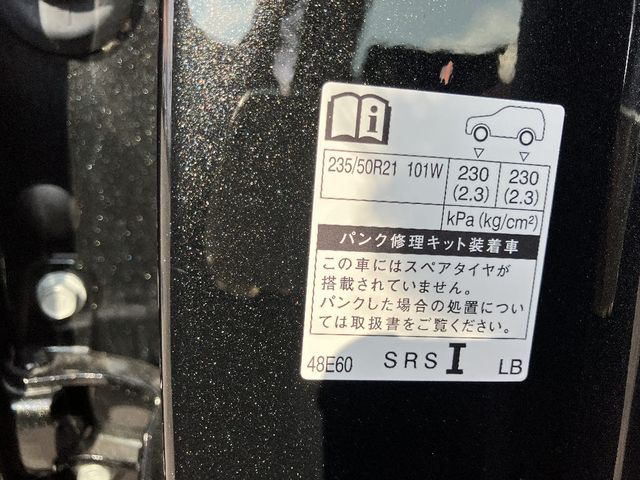 i
235/50R21 101W 230 (2.3) 230 (2.3)
kPa (kg/cm²)
パンク修理キット装着車
この車にはスペアタイヤが
搭載されていません。
パンクした場合の処置につい
ては取扱書をご覧ください。
48E60 SRS I LB